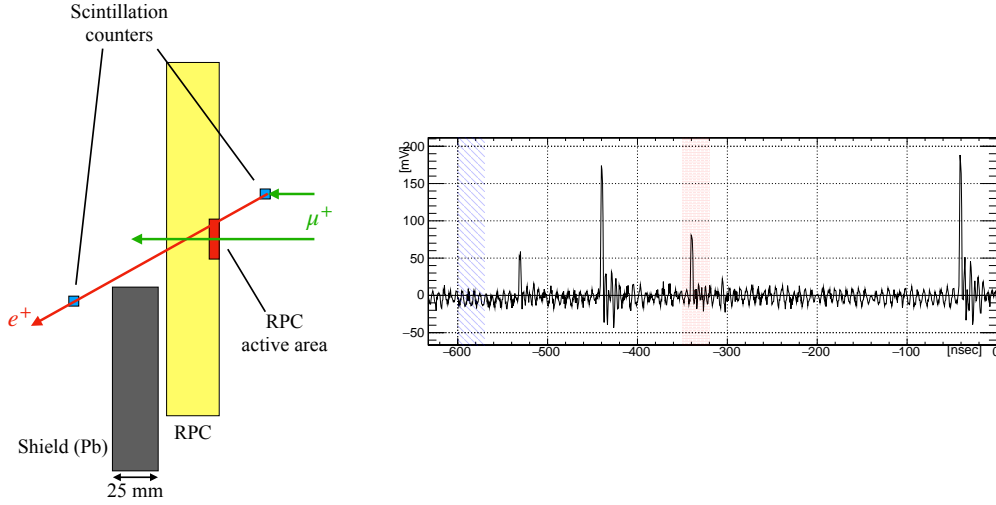 Scintillation
counters
μ⁺
e⁺
RPC
active area
Shield (Pb)
RPC
25 mm
[mV]
200
150
100
50
0
−50
−600
−500
−400
−300
−200
−100
[nsec]
0